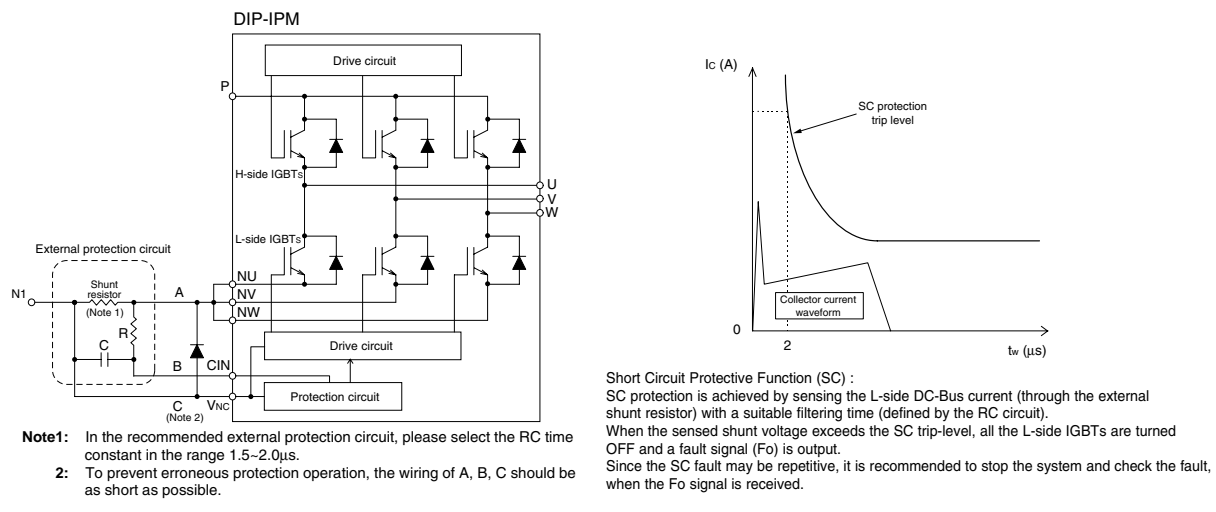 DIP-IPM
Drive circuit
P
H-side IGBTs
U
V
W
L-side IGBTs
External protection circuit
NU
N1
Shunt
resistor
(Note 1)
A
NV
NW
R
C
Drive circuit
B
CIN
Protection circuit
C
(Note 2)
VNC
Note1: In the recommended external protection circuit, please select the RC time
constant in the range 1.5~2.0μs.
2: To prevent erroneous protection operation, the wiring of A, B, C should be
as short as possible.
IC (A)
SC protection
trip level
Collector current
waveform
0
2
tw (μs)
Short Circuit Protective Function (SC) :
SC protection is achieved by sensing the L-side DC-Bus current (through the external
shunt resistor) with a suitable filtering time (defined by the RC circuit).
When the sensed shunt voltage exceeds the SC trip-level, all the L-side IGBTs are turned
OFF and a fault signal (Fo) is output.
Since the SC fault may be repetitive, it is recommended to stop the system and check the fault,
when the Fo signal is received.